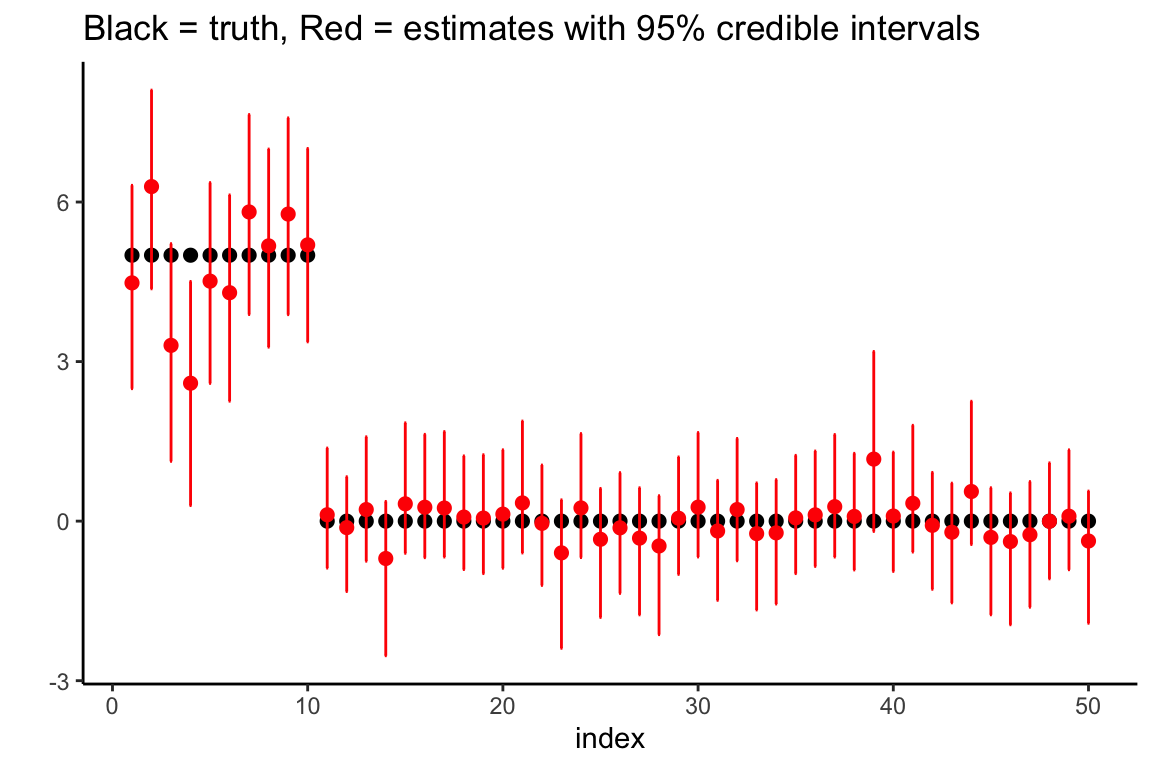 Black = truth, Red = estimates with 95% credible intervals
6
3
0
-3
0 10 20 30 40 50
index